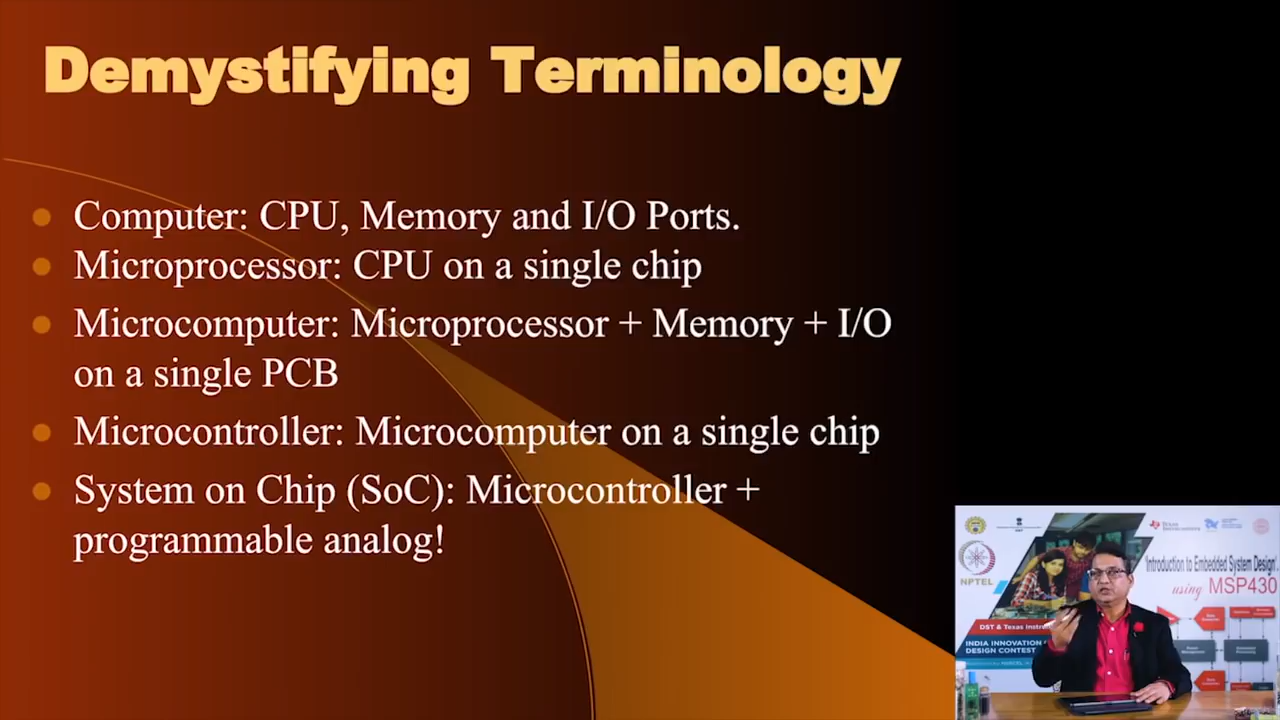 Demystifying Terminology
Computer: CPU, Memory and I/O Ports.
Microprocessor: CPU on a single chip
Microcomputer: Microprocessor + Memory + I/O
on a single PCB
Microcontroller: Microcomputer on a single chip
System on Chip (SoC): Microcontroller +
programmable analog!
NPTEL
'Introduction to Embedded System Design'
using MSP430
DST & Texas
INDIA INNOVATION
DESIGN CONTEST